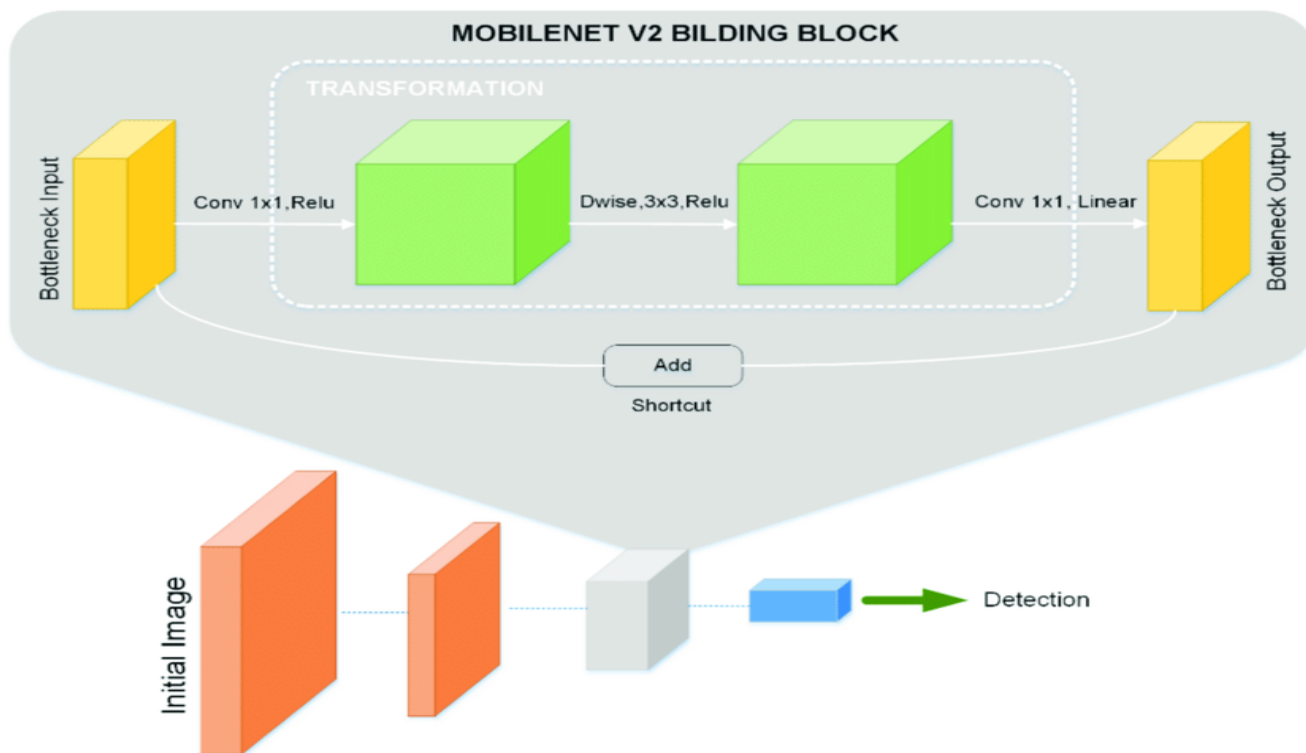 MOBILENET V2 BILDING BLOCK
TRANSFORMATION
Bottleneck Input
Conv 1x1,Relu
Dwise,3x3,Relu
Conv 1x1, Linear
Bottleneck Output
Add
Shortcut
Initial Image
Detection